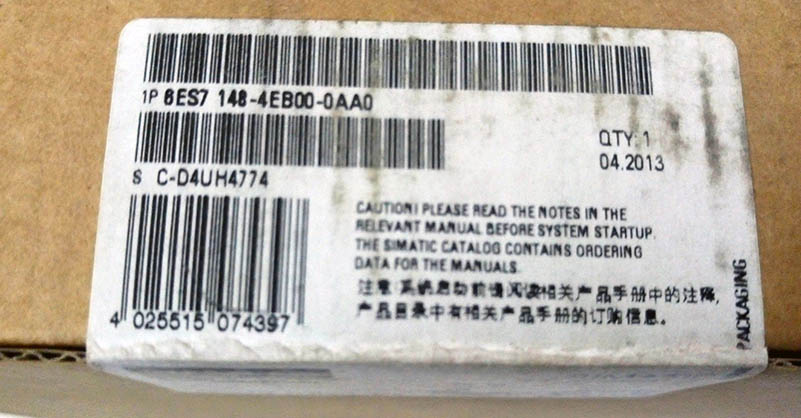 1P 6ES7 148-4EB00-0AA0
QTY: 1
04.2013
S C-D4UH4774
CAUTION! PLEASE READ THE NOTES IN THE
RELEVANT MANUAL BEFORE SYSTEM STARTUP.
THE SIMATIC CATALOG CONTAINS ORDERING
DATA FOR THE MANUALS.
注意:系统启动前请阅读相关产品手册中的注释,
产品目录中有相关产品手册的订购信息。
4 025515 074397
PACKAGING